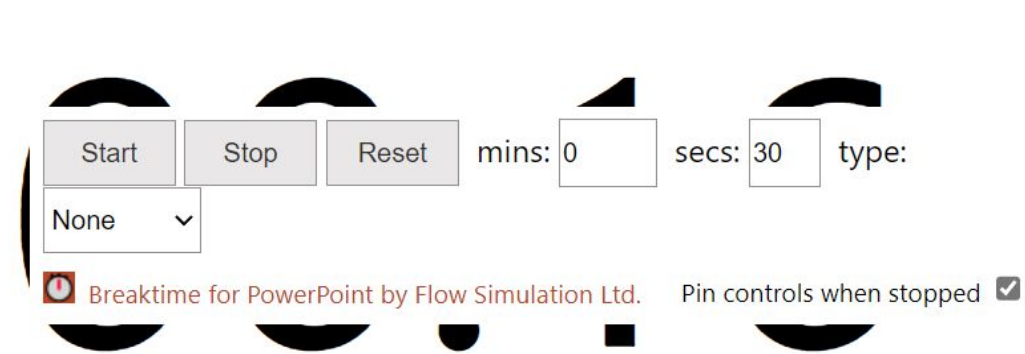 Start Stop Reset mins: 0 secs: 30 type:
None
Breaktime for PowerPoint by Flow Simulation Ltd. Pin controls when stopped